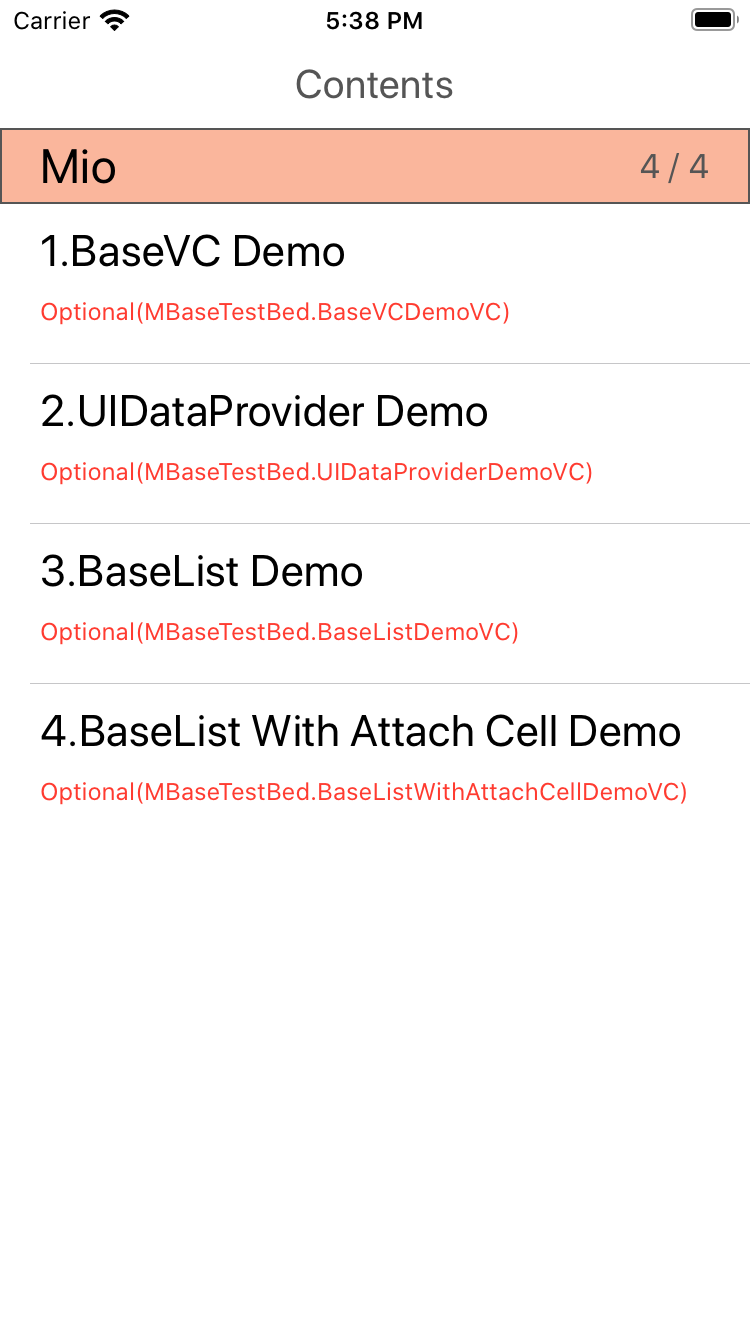 Carrier 5:38 PM
Contents
Mio 4 / 4
1.BaseVC Demo
Optional(MBaseTestBed.BaseVCDemoVC)
2.UIDataProvider Demo
Optional(MBaseTestBed.UIDataProviderDemoVC)
3.BaseList Demo
Optional(MBaseTestBed.BaseListDemoVC)
4.BaseList With Attach Cell Demo
Optional(MBaseTestBed.BaseListWithAttachCellDemoVC)